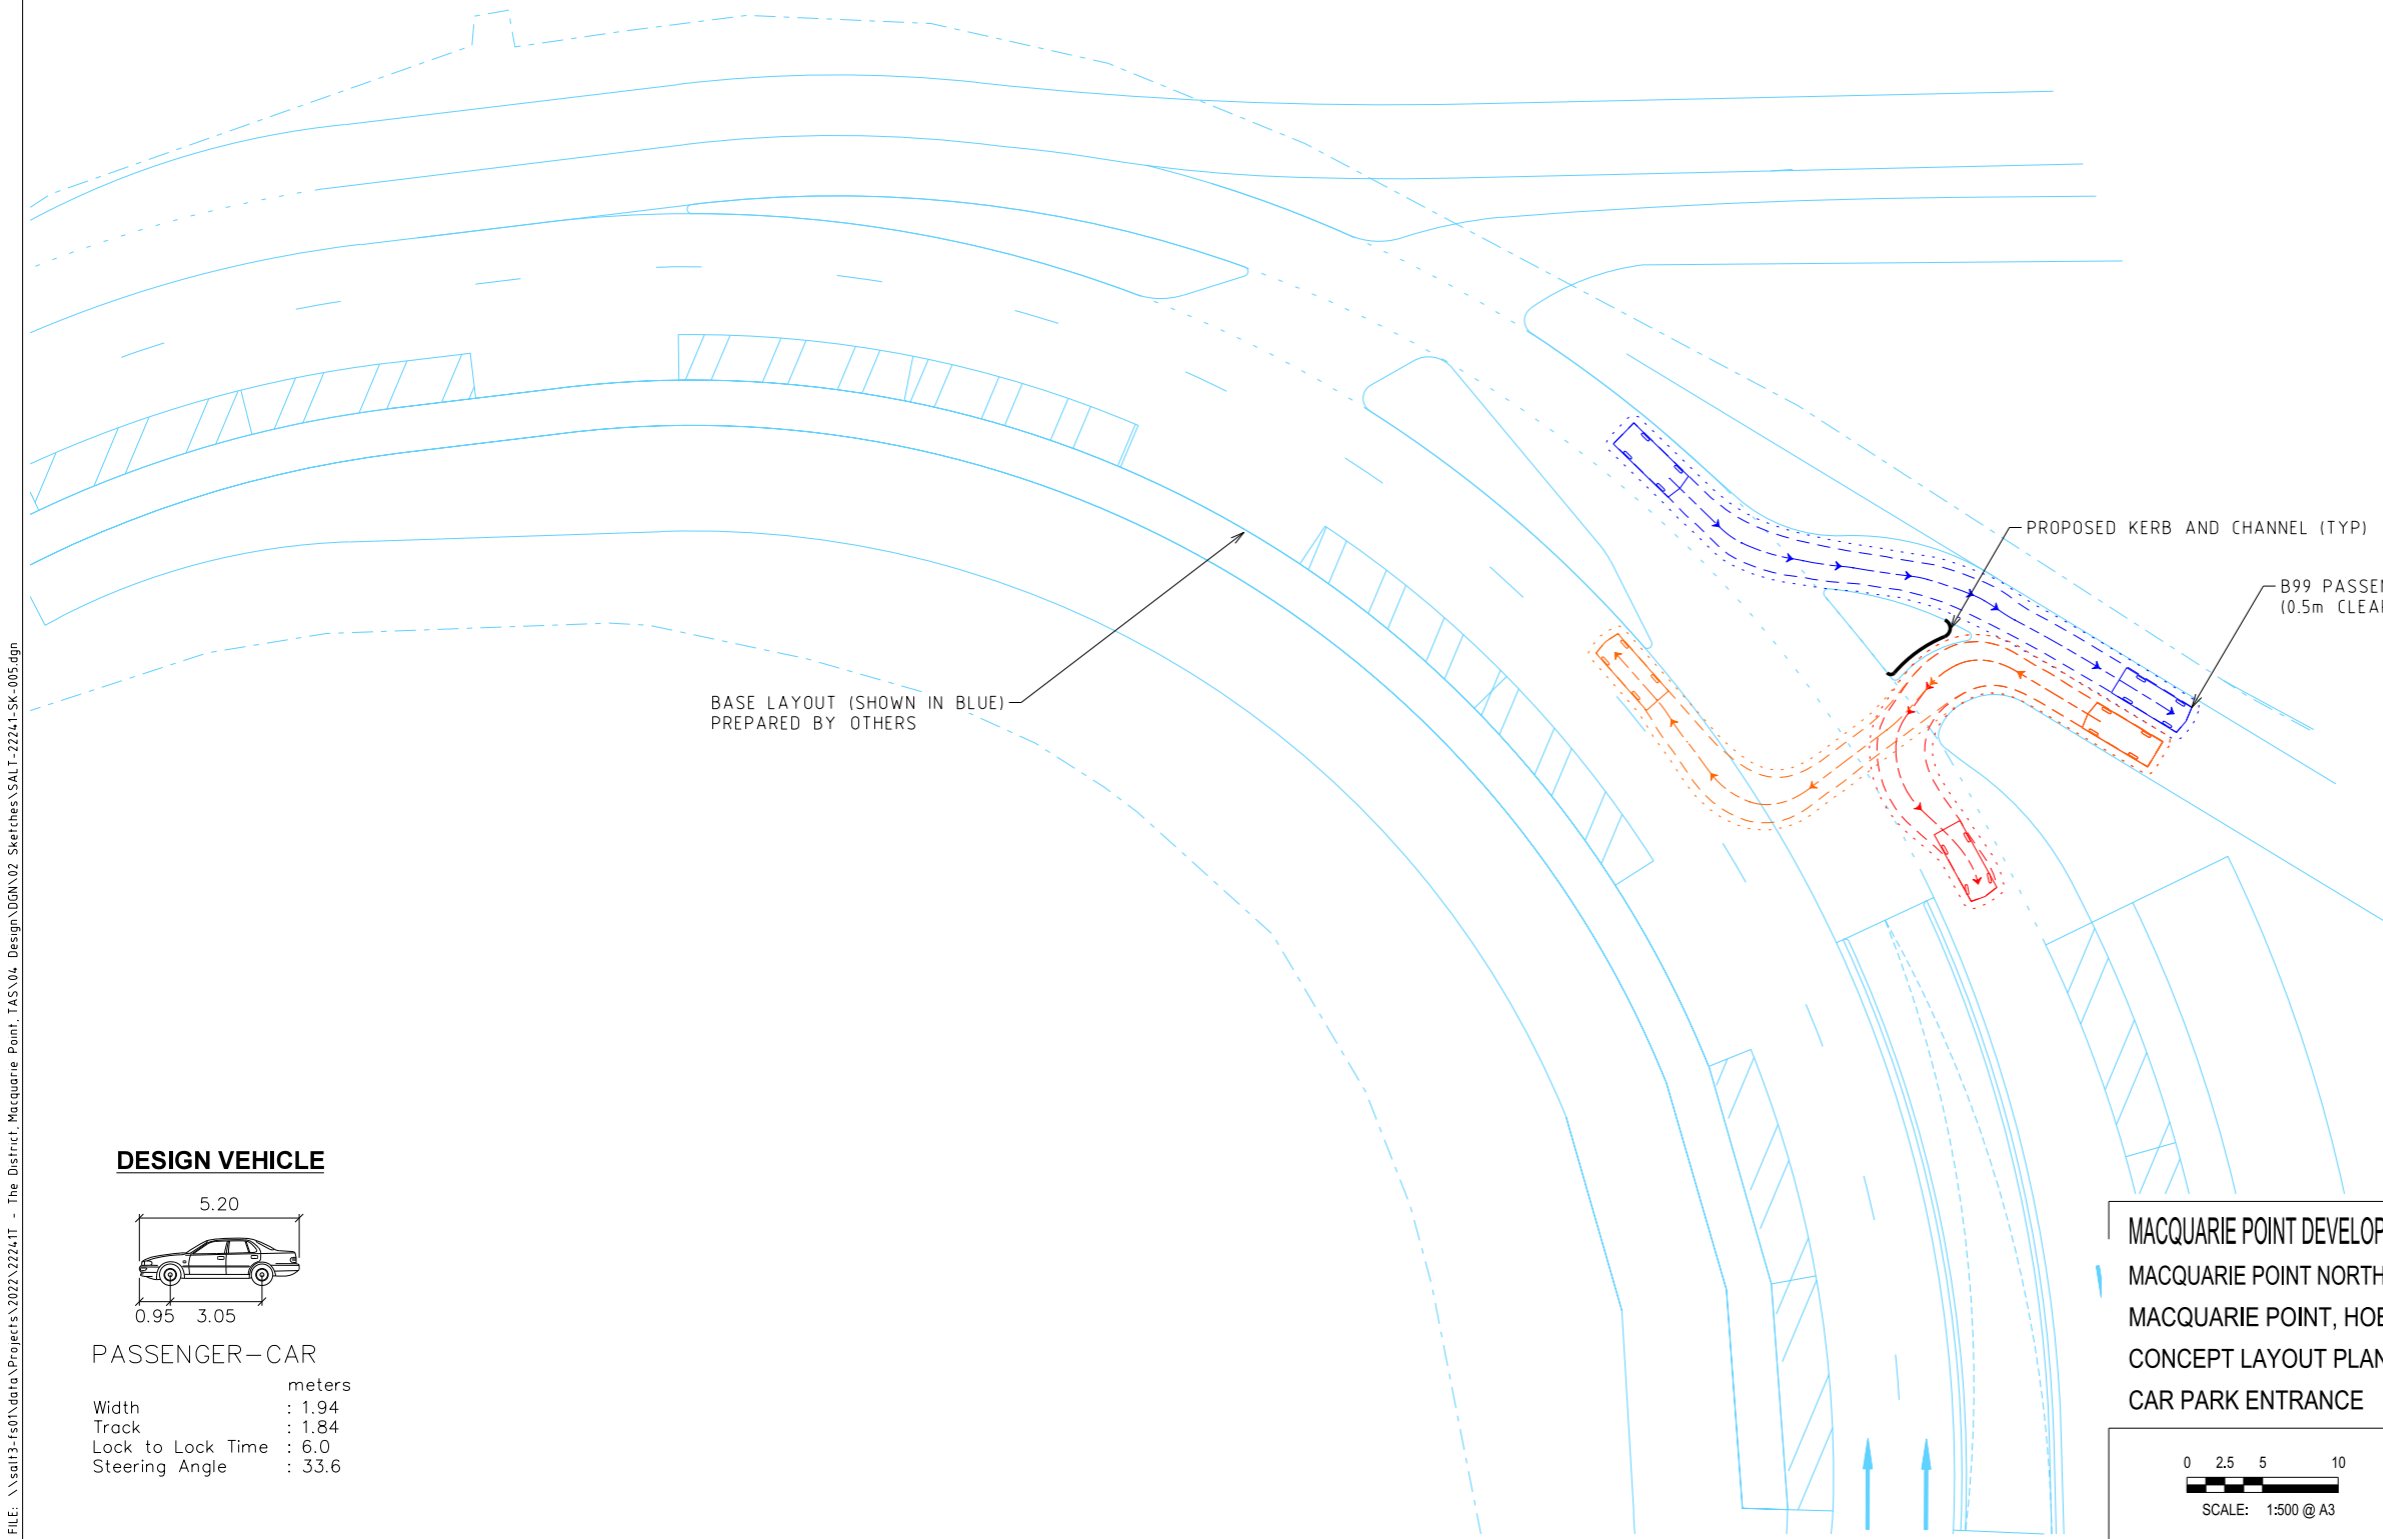 FILE: \\salt3-fs01\data\Projects\2022\22241T - The District, Macquarie Point, TAS\04 Design\DGN\02 Sketches\SALT-22241-SK-005.dgn
PROPOSED KERB AND CHANNEL (TYP)
B99 PASSEN
(0.5m CLEAR
BASE LAYOUT (SHOWN IN BLUE)
PREPARED BY OTHERS
DESIGN VEHICLE
5.20
0.95 3.05
PASSENGER-CAR
meters
Width : 1.94
Track : 1.84
Lock to Lock Time : 6.0
Steering Angle : 33.6
MACQUARIE POINT DEVELOP
MACQUARIE POINT NORTH
MACQUARIE POINT, HOB
CONCEPT LAYOUT PLAN
CAR PARK ENTRANCE
0 2.5 5 10
SCALE: 1:500 @ A3